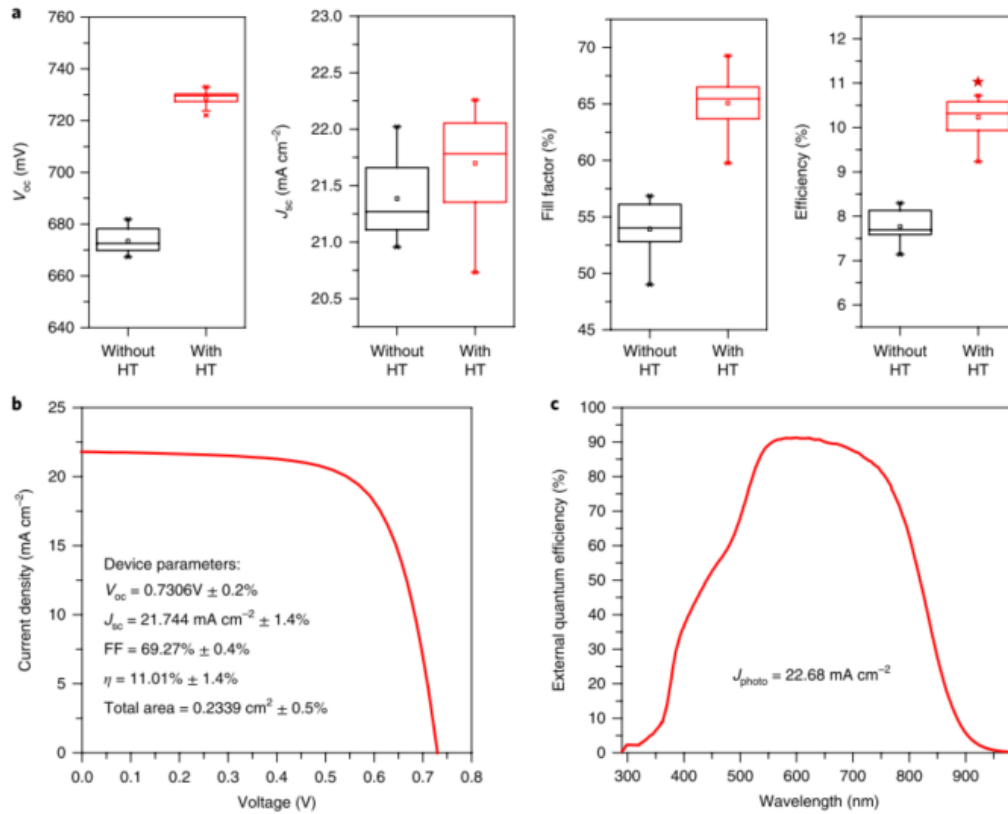 a
760
740
720
700
680
660
640
V_oc (mV)
Without HT
With HT
23.0
22.5
22.0
21.5
21.0
20.5
J_sc (mA cm⁻²)
Without HT
With HT
70
65
60
55
50
45
Fill factor (%)
Without HT
With HT
12
11
10
9
8
7
6
Efficiency (%)
Without HT
With HT
b
25
20
15
10
5
0
Current density (mA cm⁻²)
Device parameters:
V_oc = 0.7306V ± 0.2%
J_sc = 21.744 mA cm⁻² ± 1.4%
FF = 69.27% ± 0.4%
η = 11.01% ± 1.4%
Total area = 0.2339 cm² ± 0.5%
0.0 0.1 0.2 0.3 0.4 0.5 0.6 0.7 0.8
Voltage (V)
c
100
90
80
70
60
50
40
30
20
10
0
External quantum efficiency (%)
J_photo = 22.68 mA cm⁻²
300 400 500 600 700 800 900
Wavelength (nm)